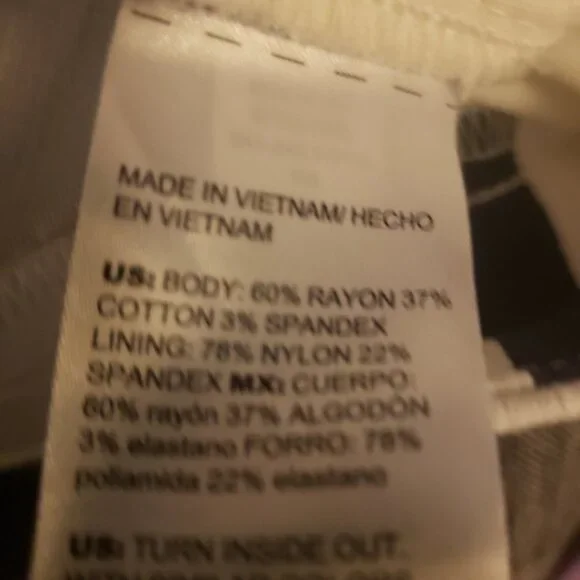 MADE IN VIETNAM/ HECHO
EN VIETNAM
US: BODY: 60% RAYON 37%
COTTON 3% SPANDEX
LINING: 78% NYLON 22%
SPANDEX MX: CUERPO:
60% rayón 37% ALGODÓN
3% elastano FORRO: 78%
poliamida 22% elastano
US: TURN INSIDE OUT.